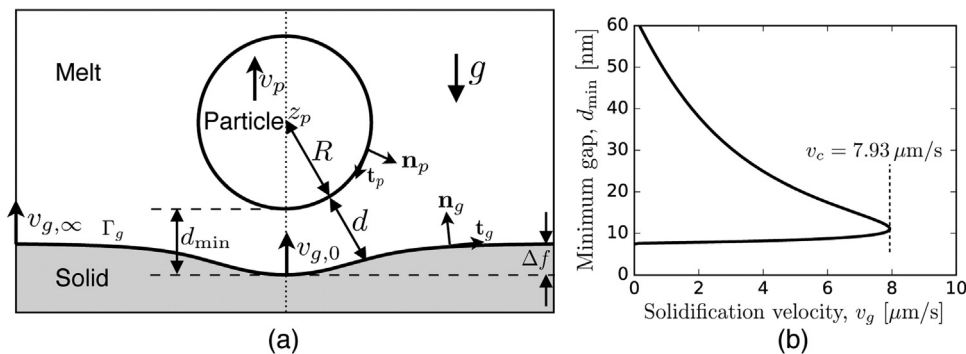 Melt
v_p
g
Particle
z_p
R
n_p
t_p
v_{g,∞}
Γ_g
d_min
d
n_g
t_g
v_{g,0}
Δf
Solid
(a)
Minimum gap, d_min [nm]
60
50
40
30
20
10
0
v_c = 7.93 μm/s
0 2 4 6 8 10
Solidification velocity, v_g [μm/s]
(b)